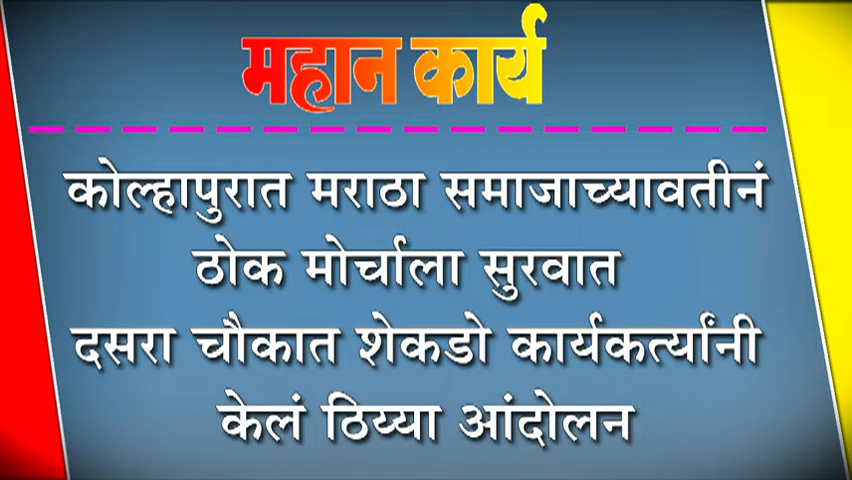 महान कार्य
कोल्हापुरात मराठा समाजाच्यावतीनं
ठोक मोर्चाला सुरवात
दसरा चौकात शेकडो कार्यकर्त्यांनी
केलं ठिय्या आंदोलन